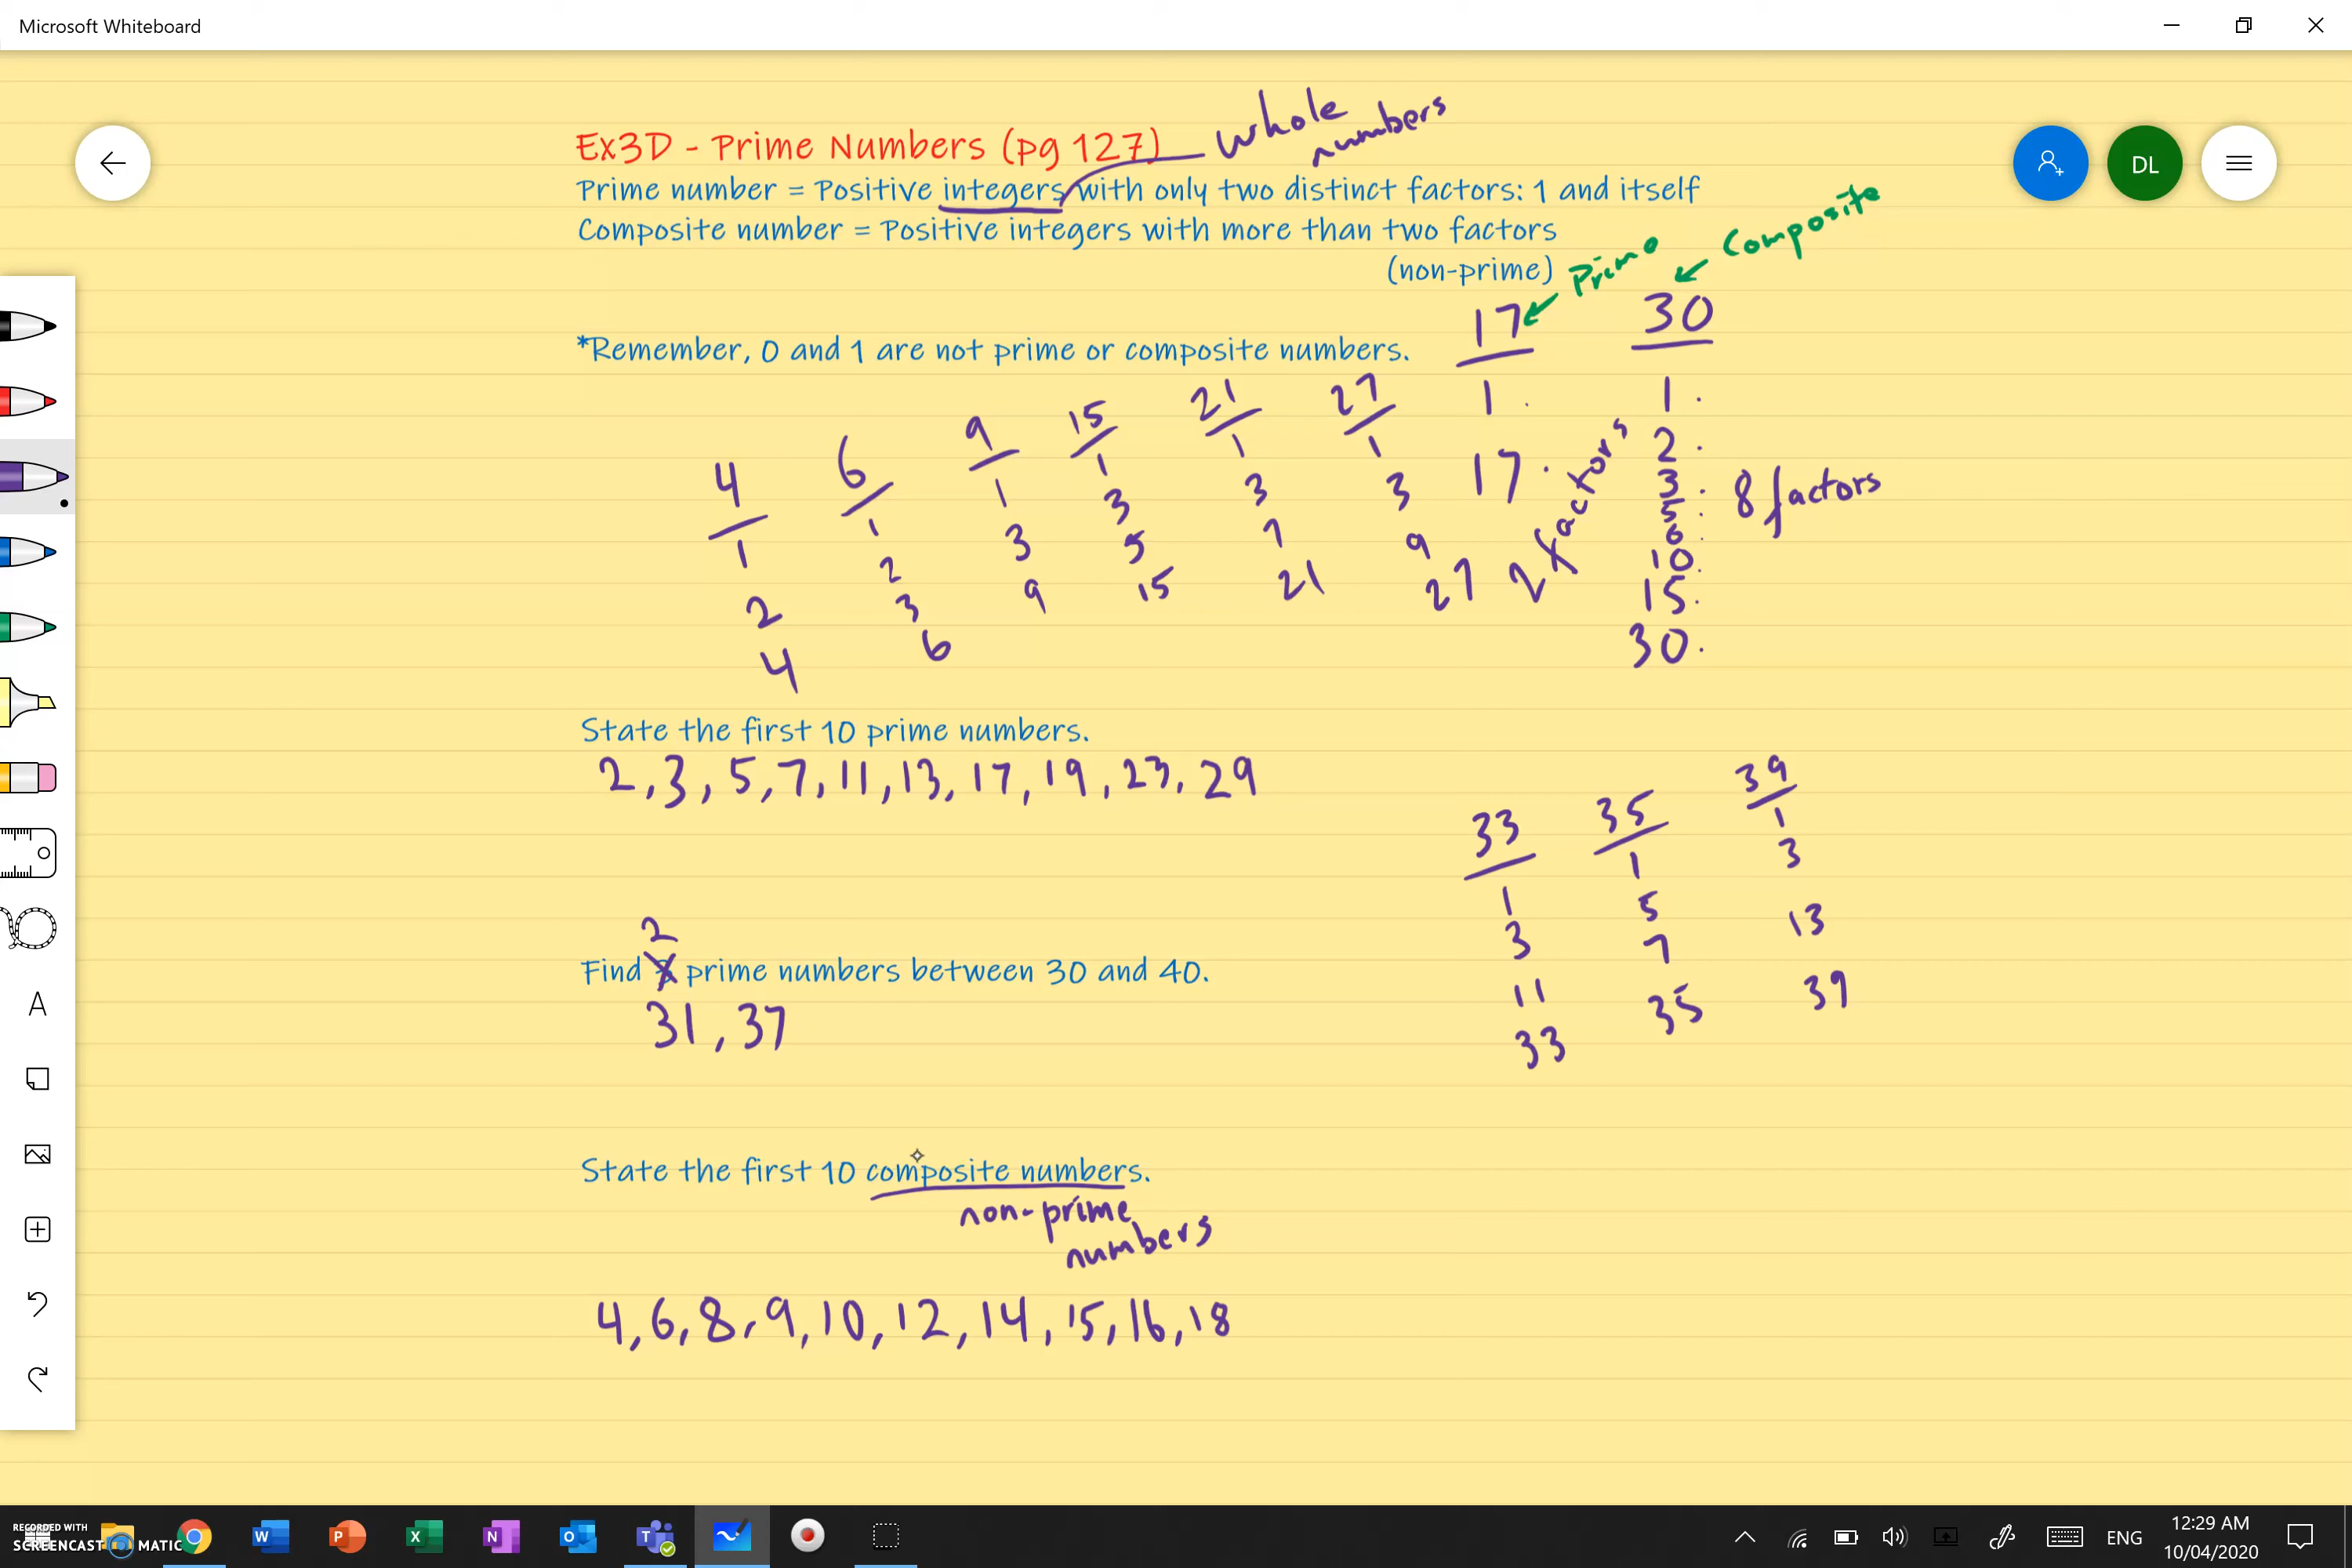 Microsoft Whiteboard
whole
numbers
Ex3D - Prime Numbers (pg 127)
Prime number = Positive integers with only two distinct factors: 1 and itself
Composite number = Positive integers with more than two factors
(non-prime)
Prime
Composite
DL
*Remember, 0 and 1 are not prime or composite numbers.
4
1
2
4
6
1
2
3
6
9
1
3
9
15
1
3
5
15
21
1
3
7
21
27
1
3
9
27
17
1
17
2 factors
30
1
2
3
5
6
10
15
30
8 factors
State the first 10 prime numbers.
2, 3, 5, 7, 11, 13, 17, 19, 23, 29
33
1
3
11
33
35
1
5
7
35
39
1
3
13
39
2
Find prime numbers between 30 and 40.
31, 37
State the first 10 composite numbers.
non-prime
numbers
4, 6, 8, 9, 10, 12, 14, 15, 16, 18
A
RECORDED WITH
SCREENCAST MATIC
ENG
12:29 AM
10/04/2020